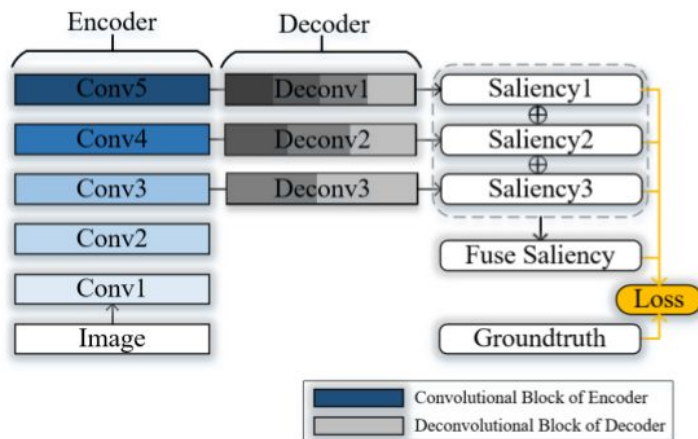 Encoder Decoder
Conv5 Deconv1 Saliency1
⊕
Conv4 Deconv2 Saliency2
⊕
Conv3 Deconv3 Saliency3
Conv2
Fuse Saliency
Conv1
Loss
Image
Groundtruth
Convolutional Block of Encoder
Deconvolutional Block of Decoder